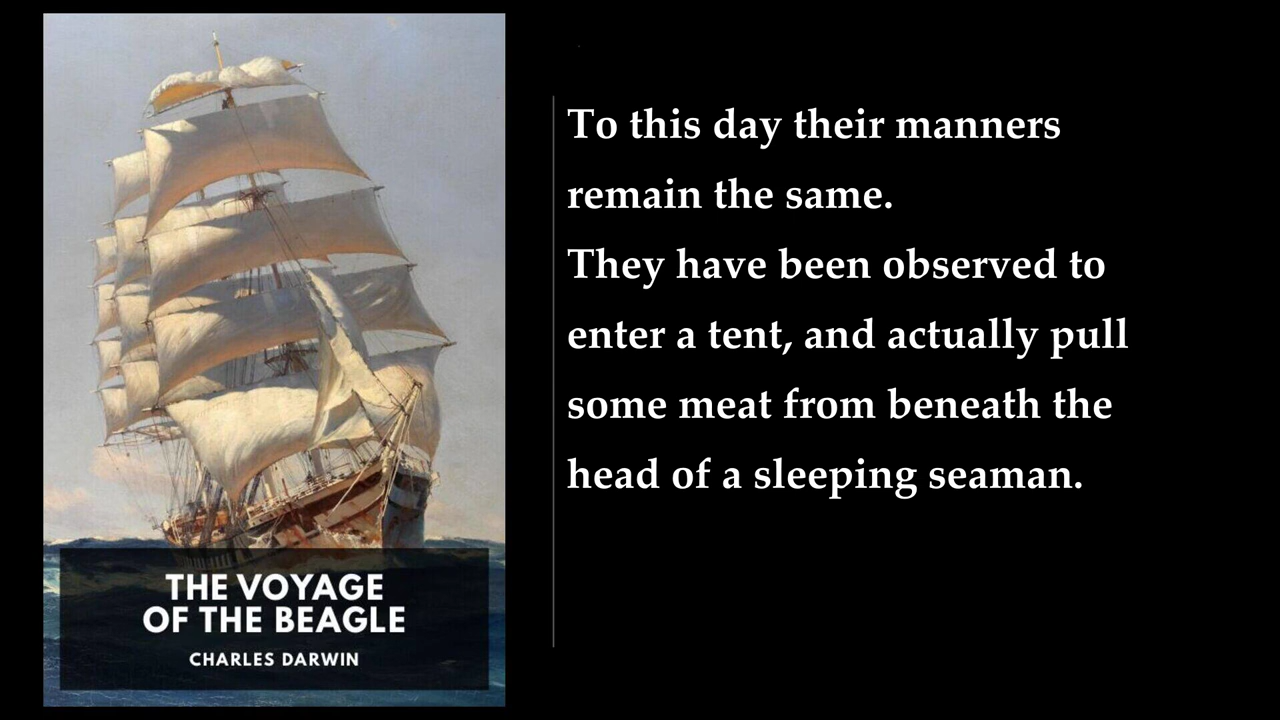 THE VOYAGE
OF THE BEAGLE
CHARLES DARWIN
To this day their manners
remain the same.
They have been observed to
enter a tent, and actually pull
some meat from beneath the
head of a sleeping seaman.